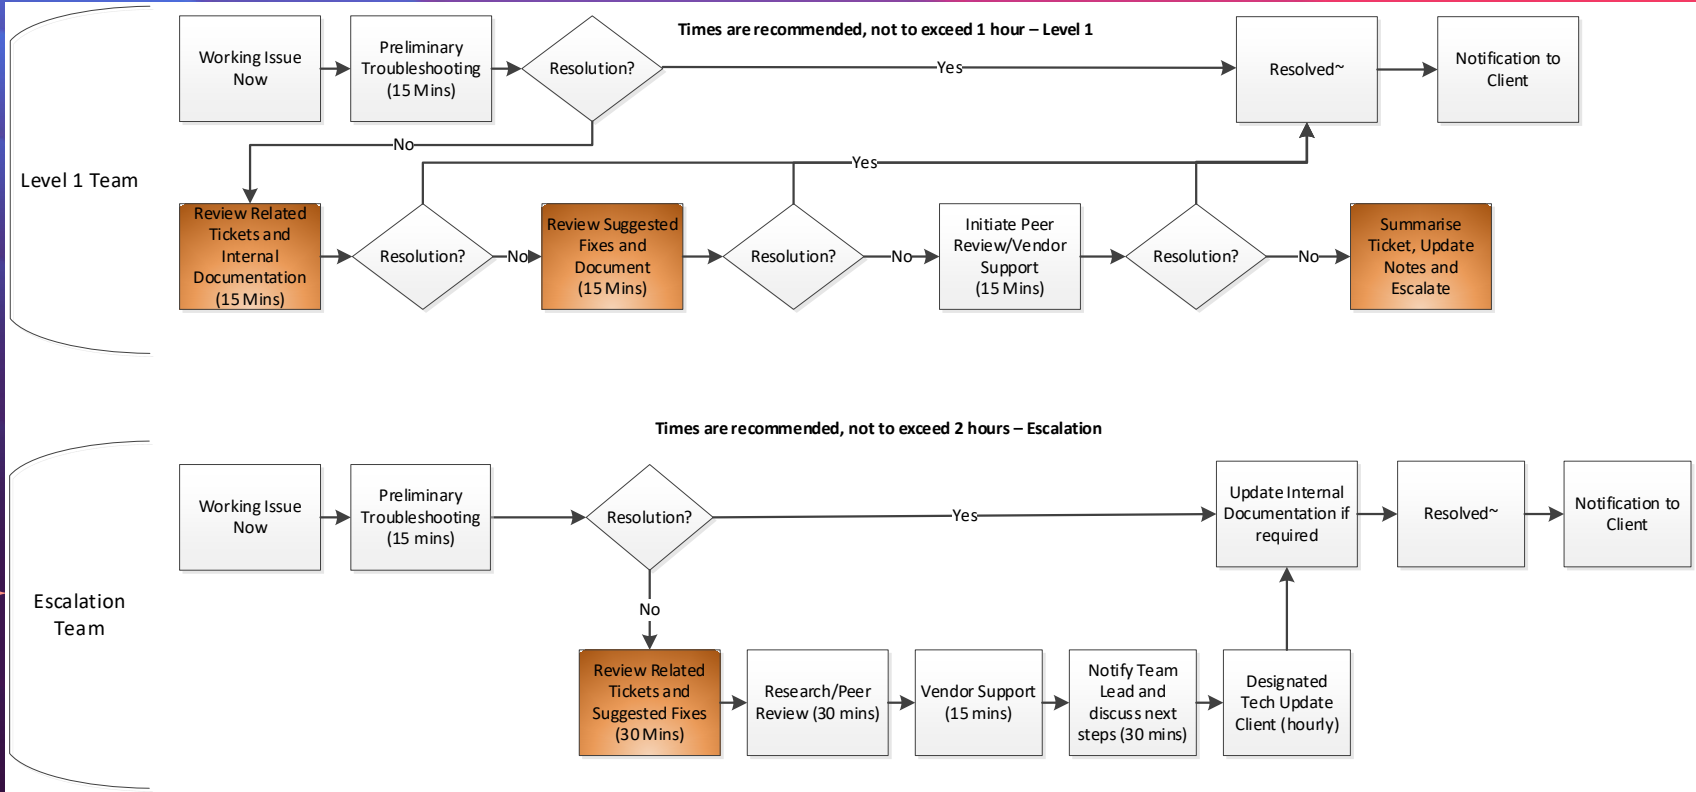 Times are recommended, not to exceed 1 hour – Level 1
Level 1 Team
Working Issue
Now
Preliminary
Troubleshooting
(15 Mins)
Resolution?
Yes
Resolved~
Notification to
Client
No
Yes
Review Related
Tickets and
Internal
Documentation
(15 Mins)
Resolution?
No
Review Suggested
Fixes and
Document
(15 Mins)
Resolution?
No
Initiate Peer
Review/Vendor
Support
(15 Mins)
Resolution?
No
Summarise
Ticket, Update
Notes and
Escalate
Times are recommended, not to exceed 2 hours – Escalation
Escalation
Team
Working Issue
Now
Preliminary
Troubleshooting
(15 mins)
Resolution?
Yes
Update Internal
Documentation if
required
Resolved~
Notification to
Client
No
Review Related
Tickets and
Suggested Fixes
(30 Mins)
Research/Peer
Review (30 mins)
Vendor Support
(15 mins)
Notify Team
Lead and
discuss next
steps (30 mins)
Designated
Tech Update
Client (hourly)